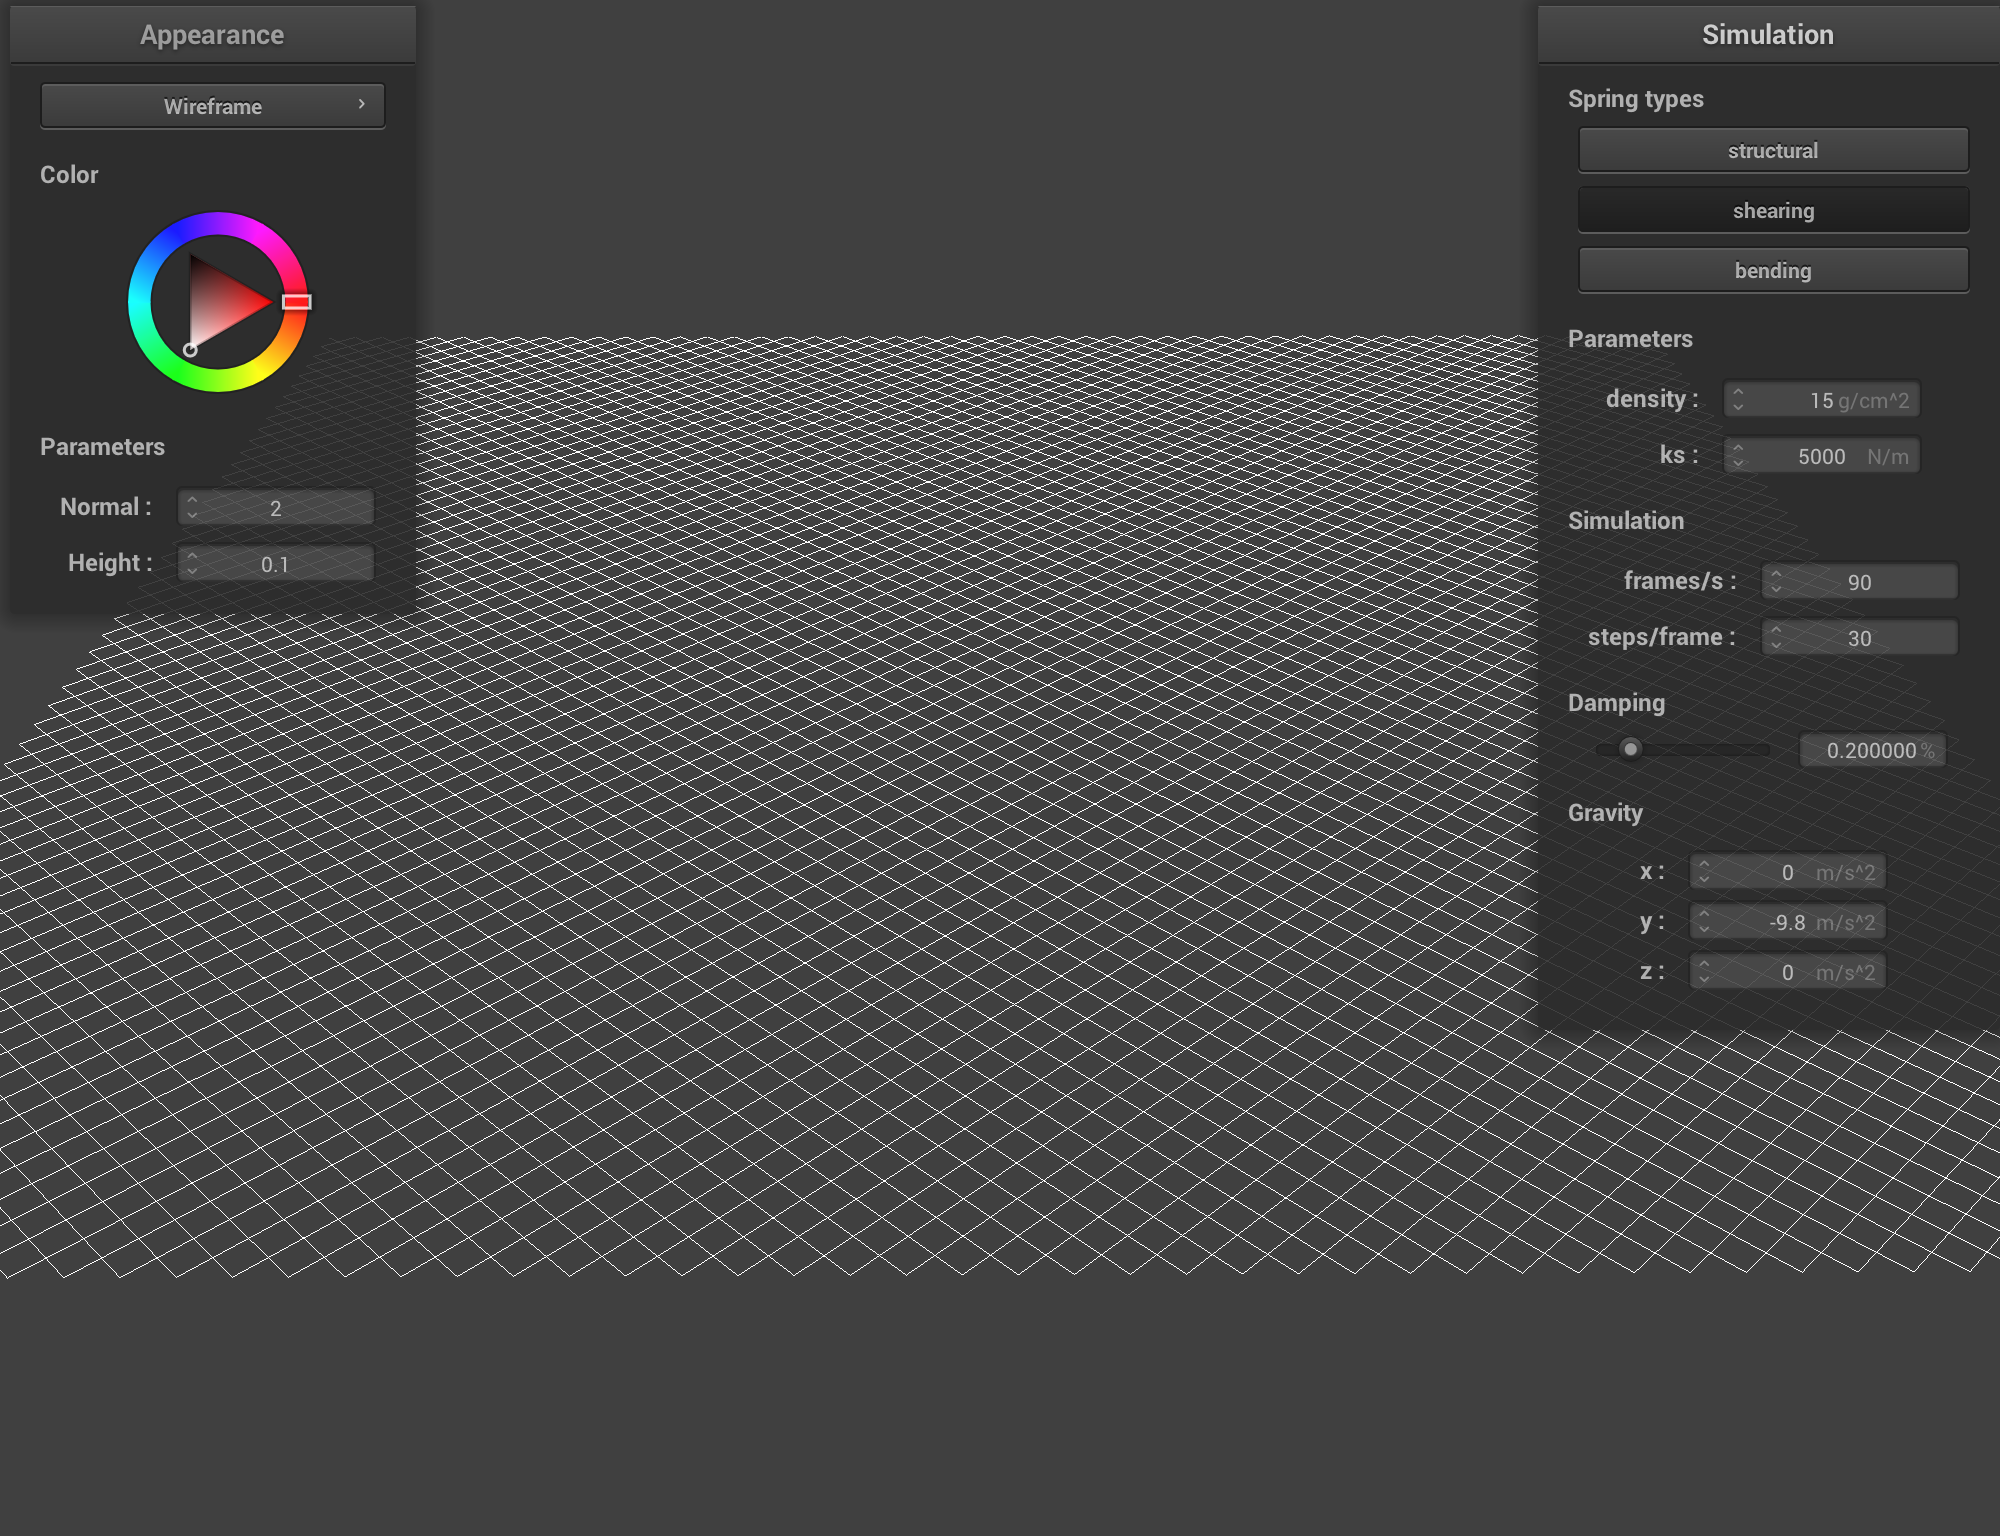 Appearance
Wireframe
Color
Parameters
Normal : 2
Height : 0.1
Simulation
Spring types
structural
shearing
bending
Parameters
density : 15 g/cm^2
ks : 5000 N/m
Simulation
frames/s : 90
steps/frame : 30
Damping
0.200000 %
Gravity
x : 0 m/s^2
y : -9.8 m/s^2
z : 0 m/s^2